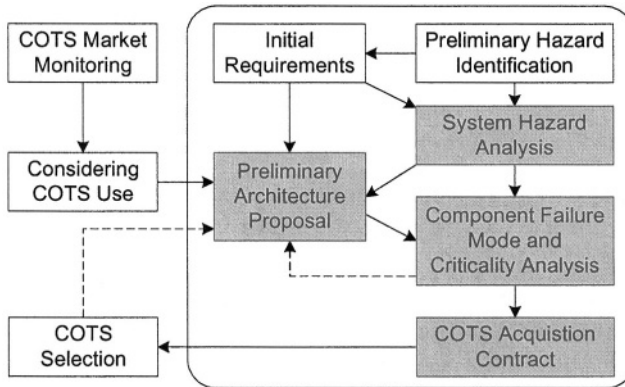 COTS Market
Monitoring
Initial
Requirements
Preliminary Hazard
Identification
System Hazard
Analysis
Considering
COTS Use
Preliminary
Architecture
Proposal
Component Failure
Mode and
Criticality Analysis
COTS
Selection
COTS Acquistion
Contract